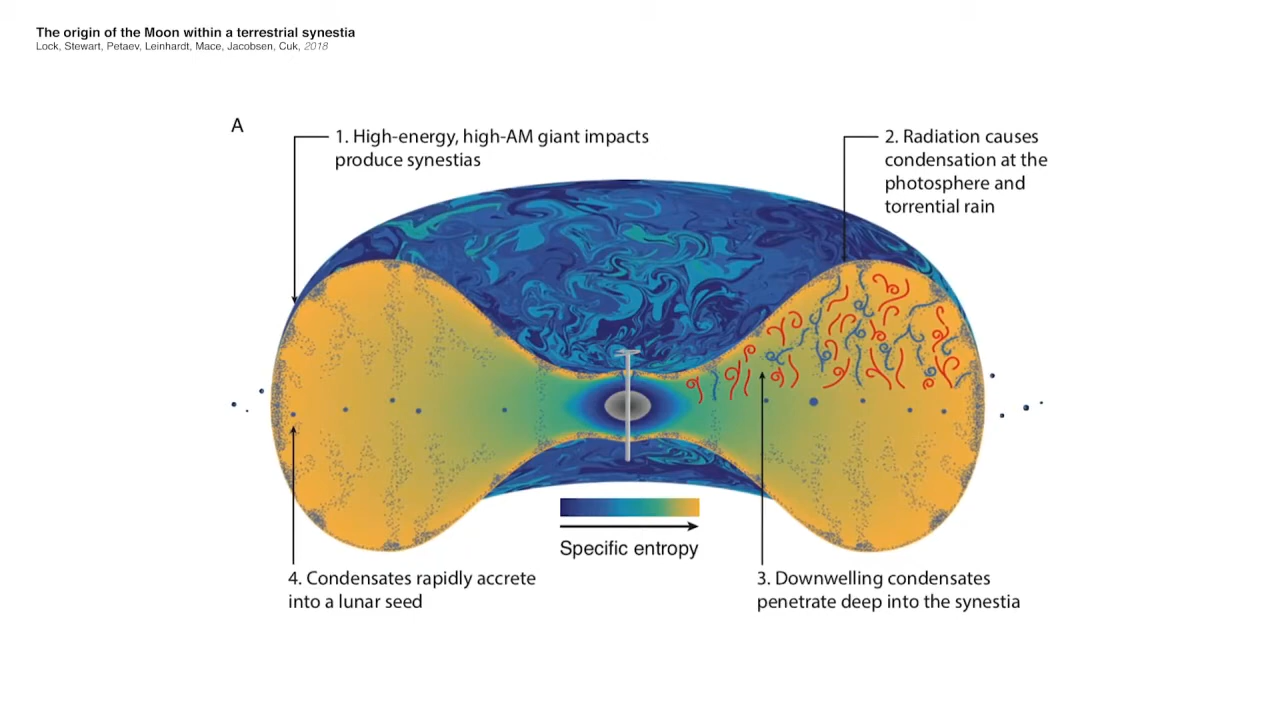 The origin of the Moon within a terrestrial synestia
Lock, Stewart, Petaev, Leinhardt, Mace, Jacobsen, Cuk, 2018
A
1. High-energy, high-AM giant impacts
produce synestias
2. Radiation causes
condensation at the
photosphere and
torrential rain
Specific entropy
4. Condensates rapidly accrete
into a lunar seed
3. Downwelling condensates
penetrate deep into the synestia